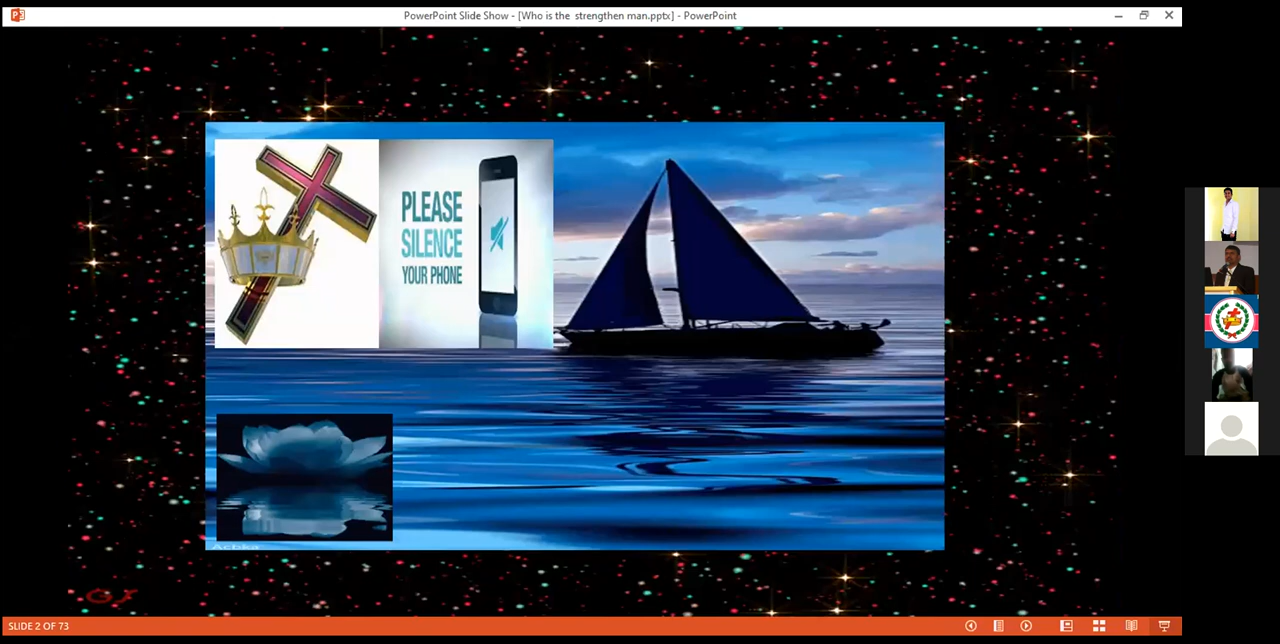 PowerPoint Slide Show - [Who is the  strengthen man.pptx] - PowerPoint
PLEASE
SILENCE
YOUR PHONE
SLIDE 2 OF 73